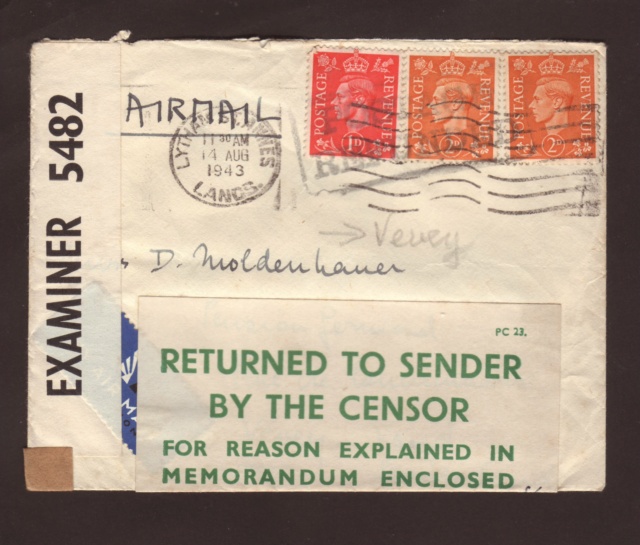 EXAMINER 5482
AIRMAIL
POSTAGE REVENUE 1D
POSTAGE REVENUE 2D
POSTAGE REVENUE 2D
11 30 AM
14 AUG
1943
LANCS.
→ Vevey
D. Moldenhauer
PC 23.
RETURNED TO SENDER
BY THE CENSOR
FOR REASON EXPLAINED IN
MEMORANDUM ENCLOSED